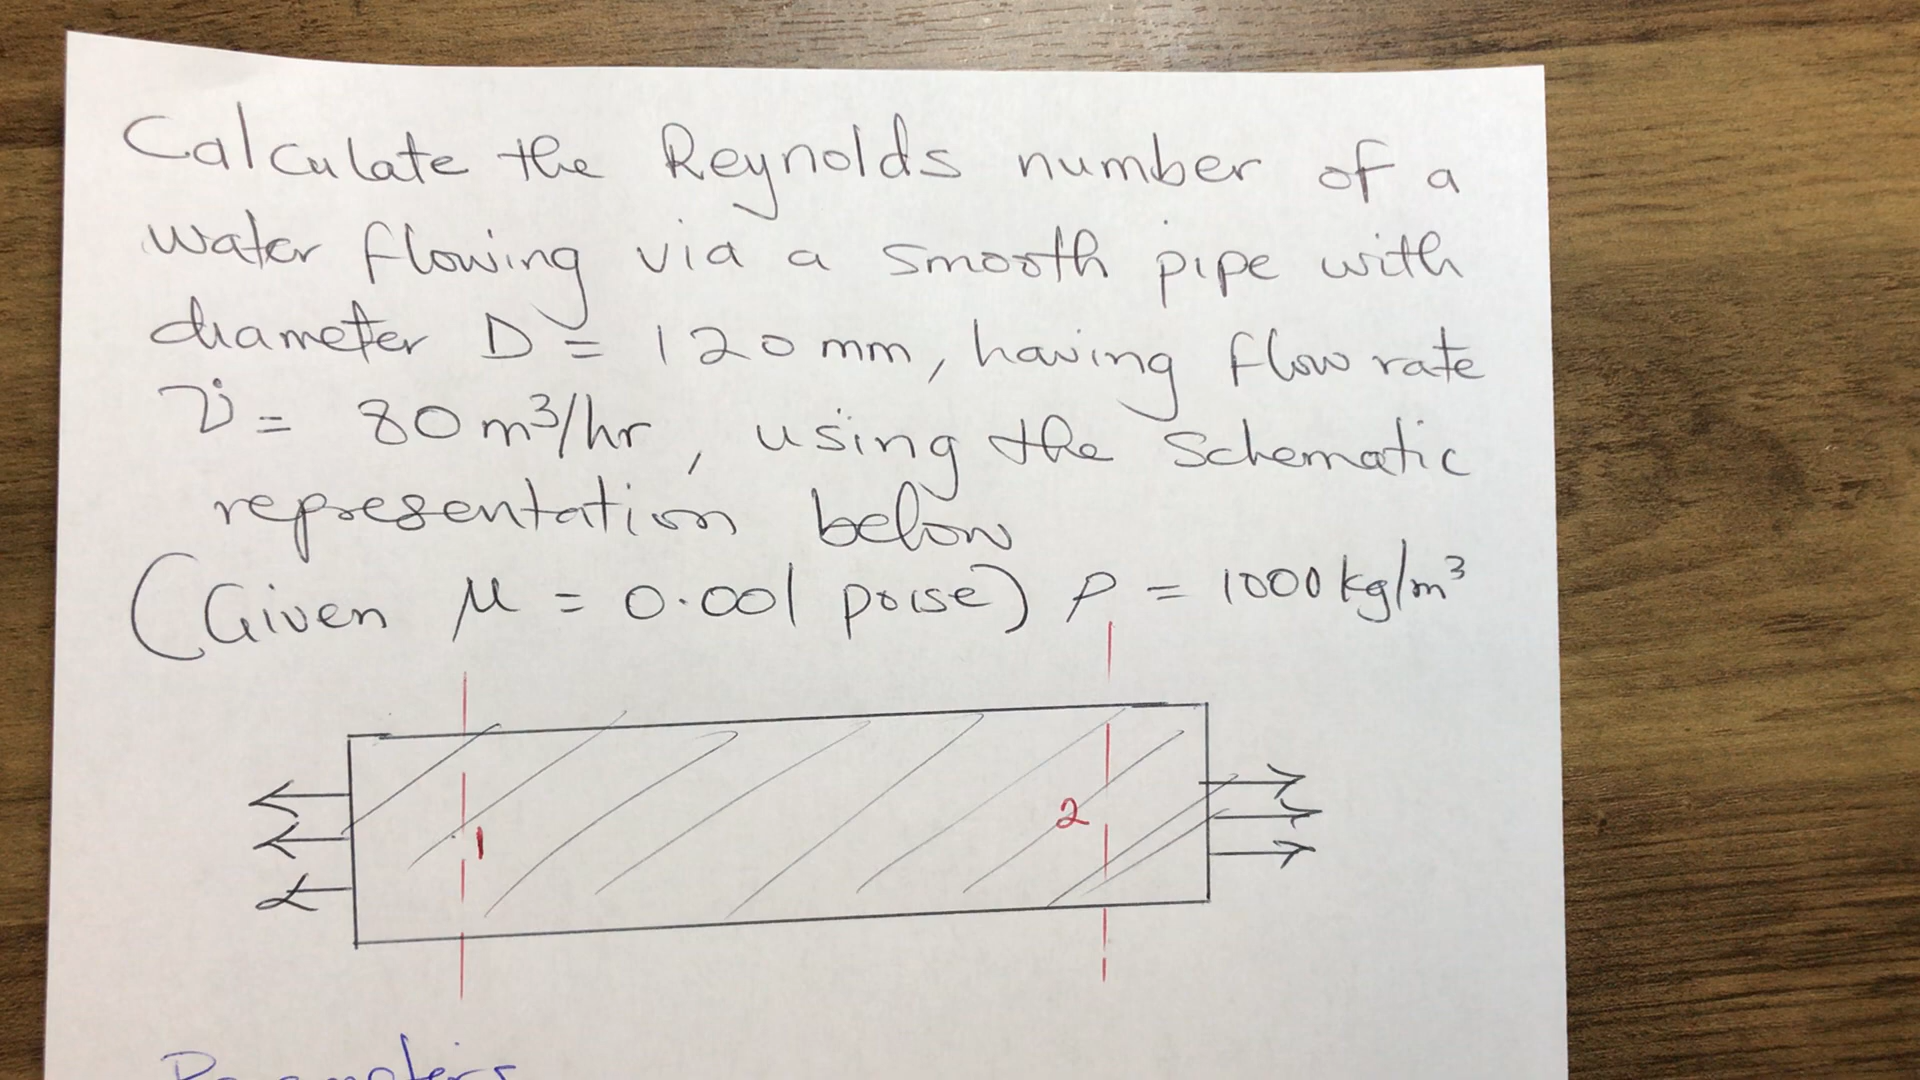 Calculate the Reynolds number of a
water flowing via a smooth pipe with
diameter D = 120 mm, having flow rate
V̇ = 80 m³/hr, using the schematic
representation below
(Given μ = 0.001 poise) ρ = 1000 kg/m³
1
2
Parameters